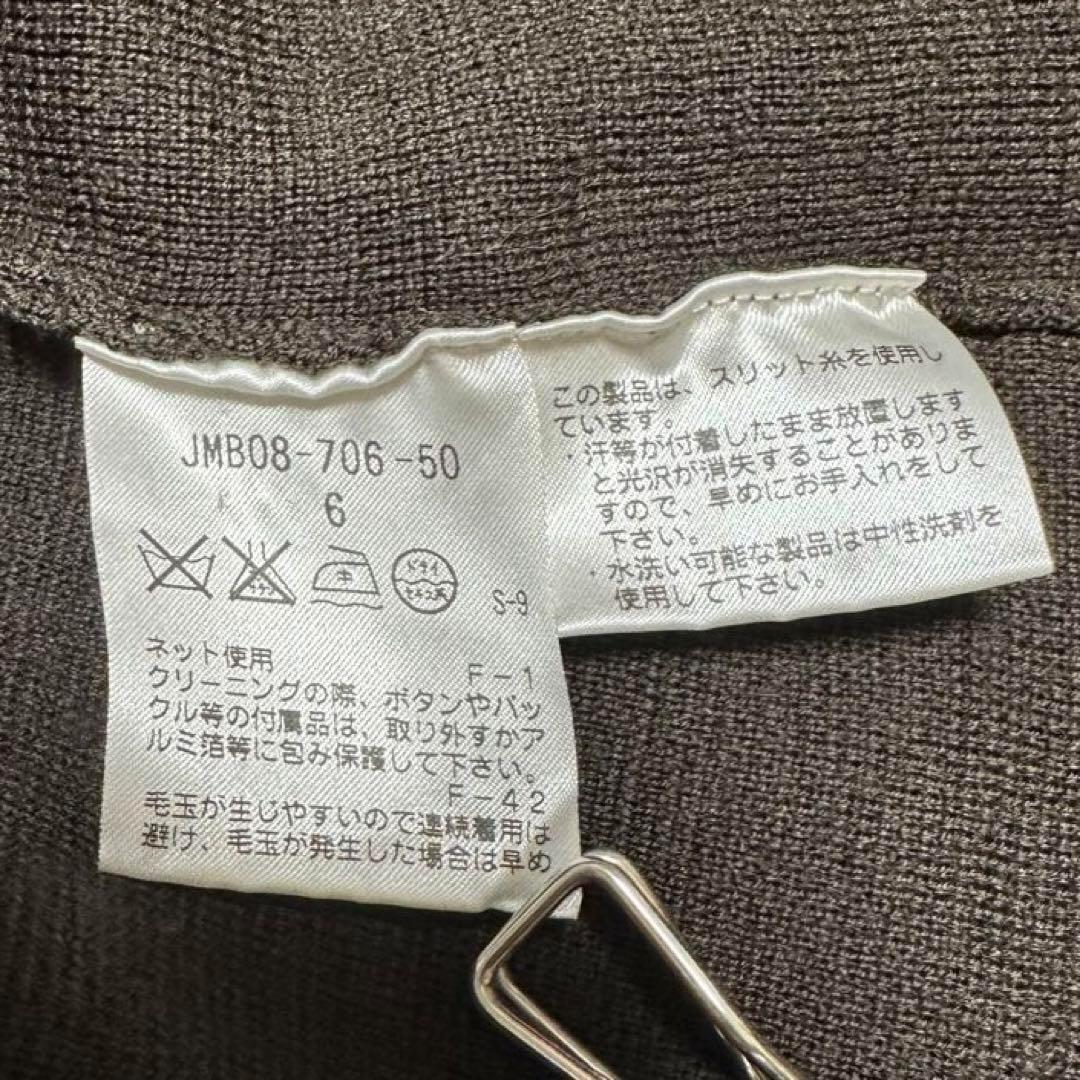 JMB08-706-50
6
中
ドライ
セキユ系
S-9
ネット使用
F-1
クリーニングの際、ボタンやバッ
クル等の付属品は、取り外すかア
ルミ箔等に包み保護して下さい。
F-42
毛玉が生じやすいので連続着用は
避け、毛玉が発生した場合は早め
この製品は、スリット糸を使用し
ています。
・汗等が付着したまま放置します
と光沢が消失することがありま
すので、早めにお手入れをして
下さい。
・水洗い可能な製品は中性洗剤を
使用して下さい。